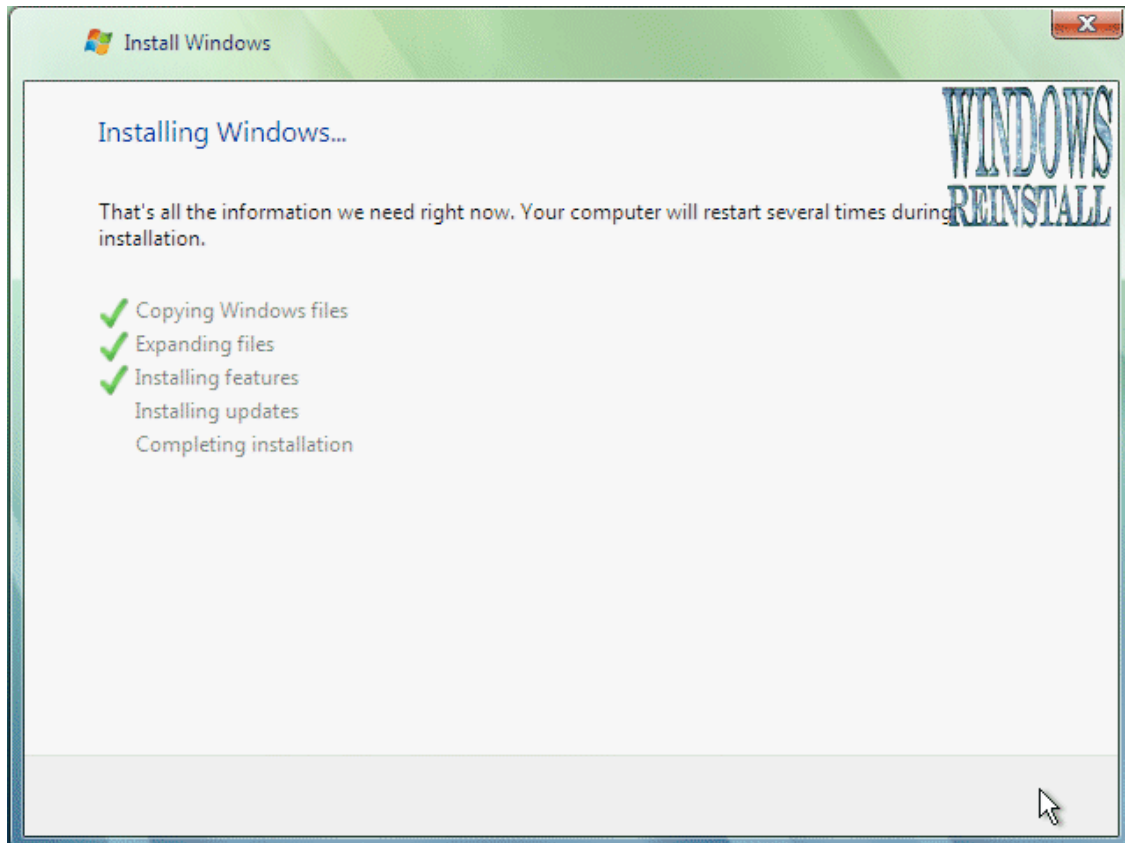 Install Windows
Installing Windows...
WINDOWS
REINSTALL
That's all the information we need right now. Your computer will restart several times during
installation.
Copying Windows files
Expanding files
Installing features
Installing updates
Completing installation